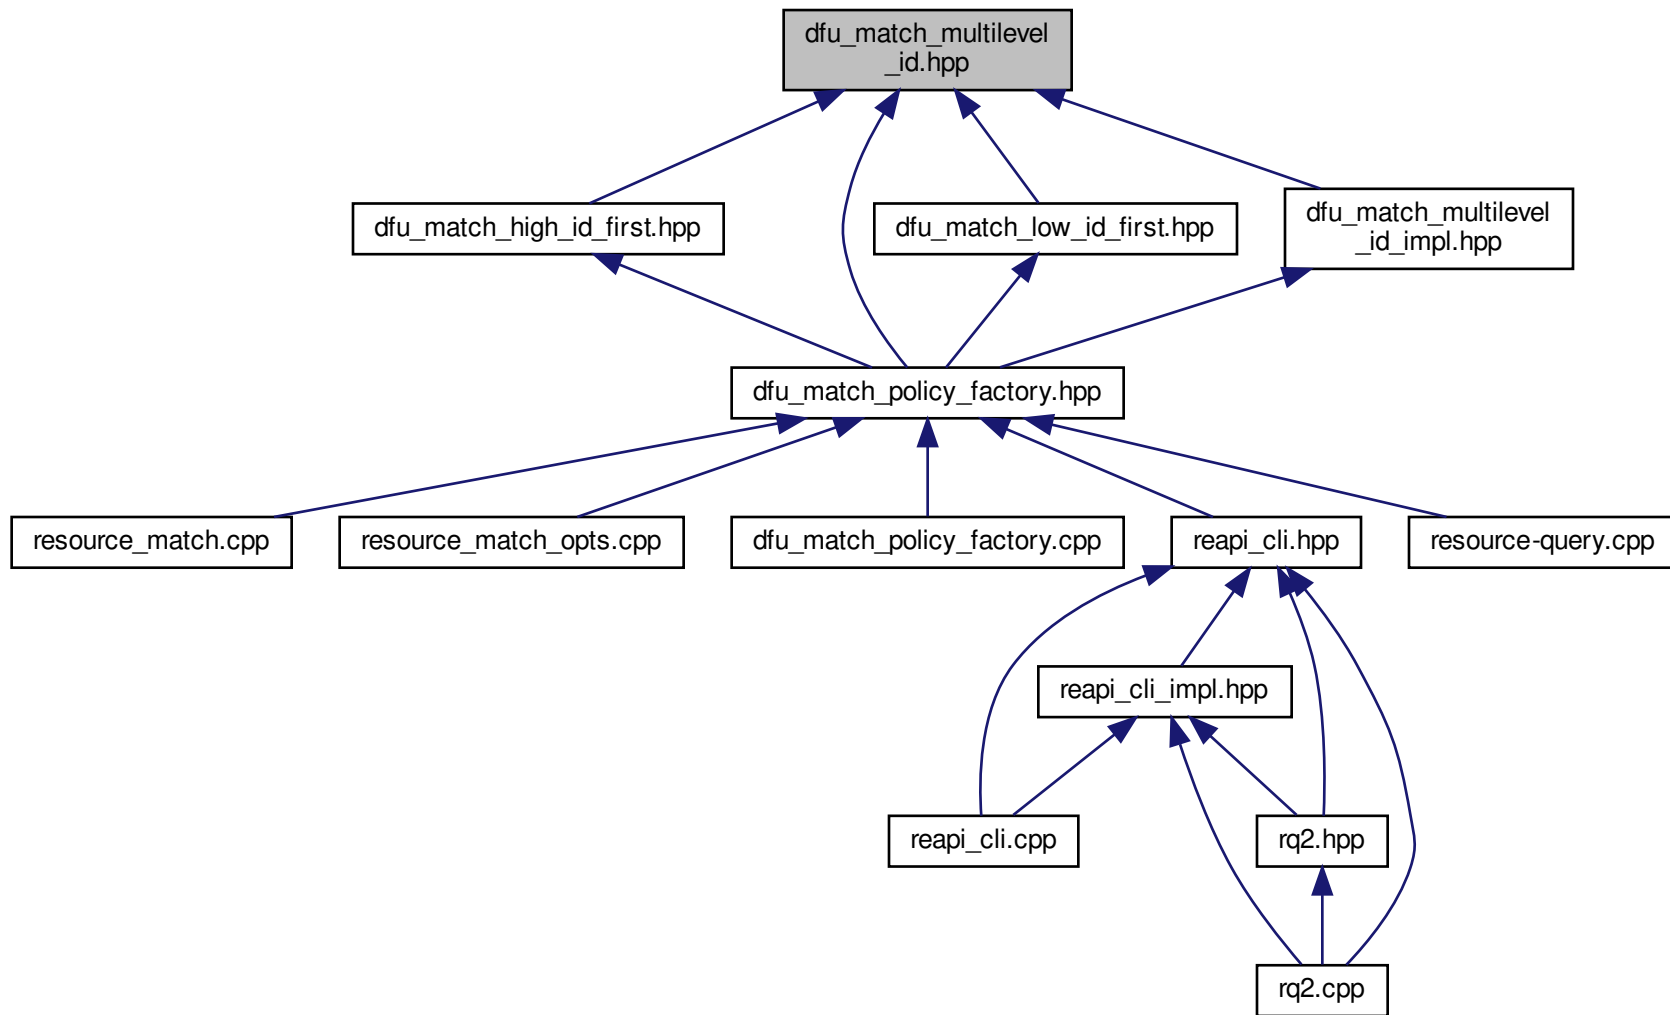 dfu_match_multilevel
_id.hpp
dfu_match_high_id_first.hpp
dfu_match_low_id_first.hpp
dfu_match_multilevel
_id_impl.hpp
dfu_match_policy_factory.hpp
resource_match.cpp
resource_match_opts.cpp
dfu_match_policy_factory.cpp
reapi_cli.hpp
resource-query.cpp
reapi_cli_impl.hpp
reapi_cli.cpp
rq2.hpp
rq2.cpp